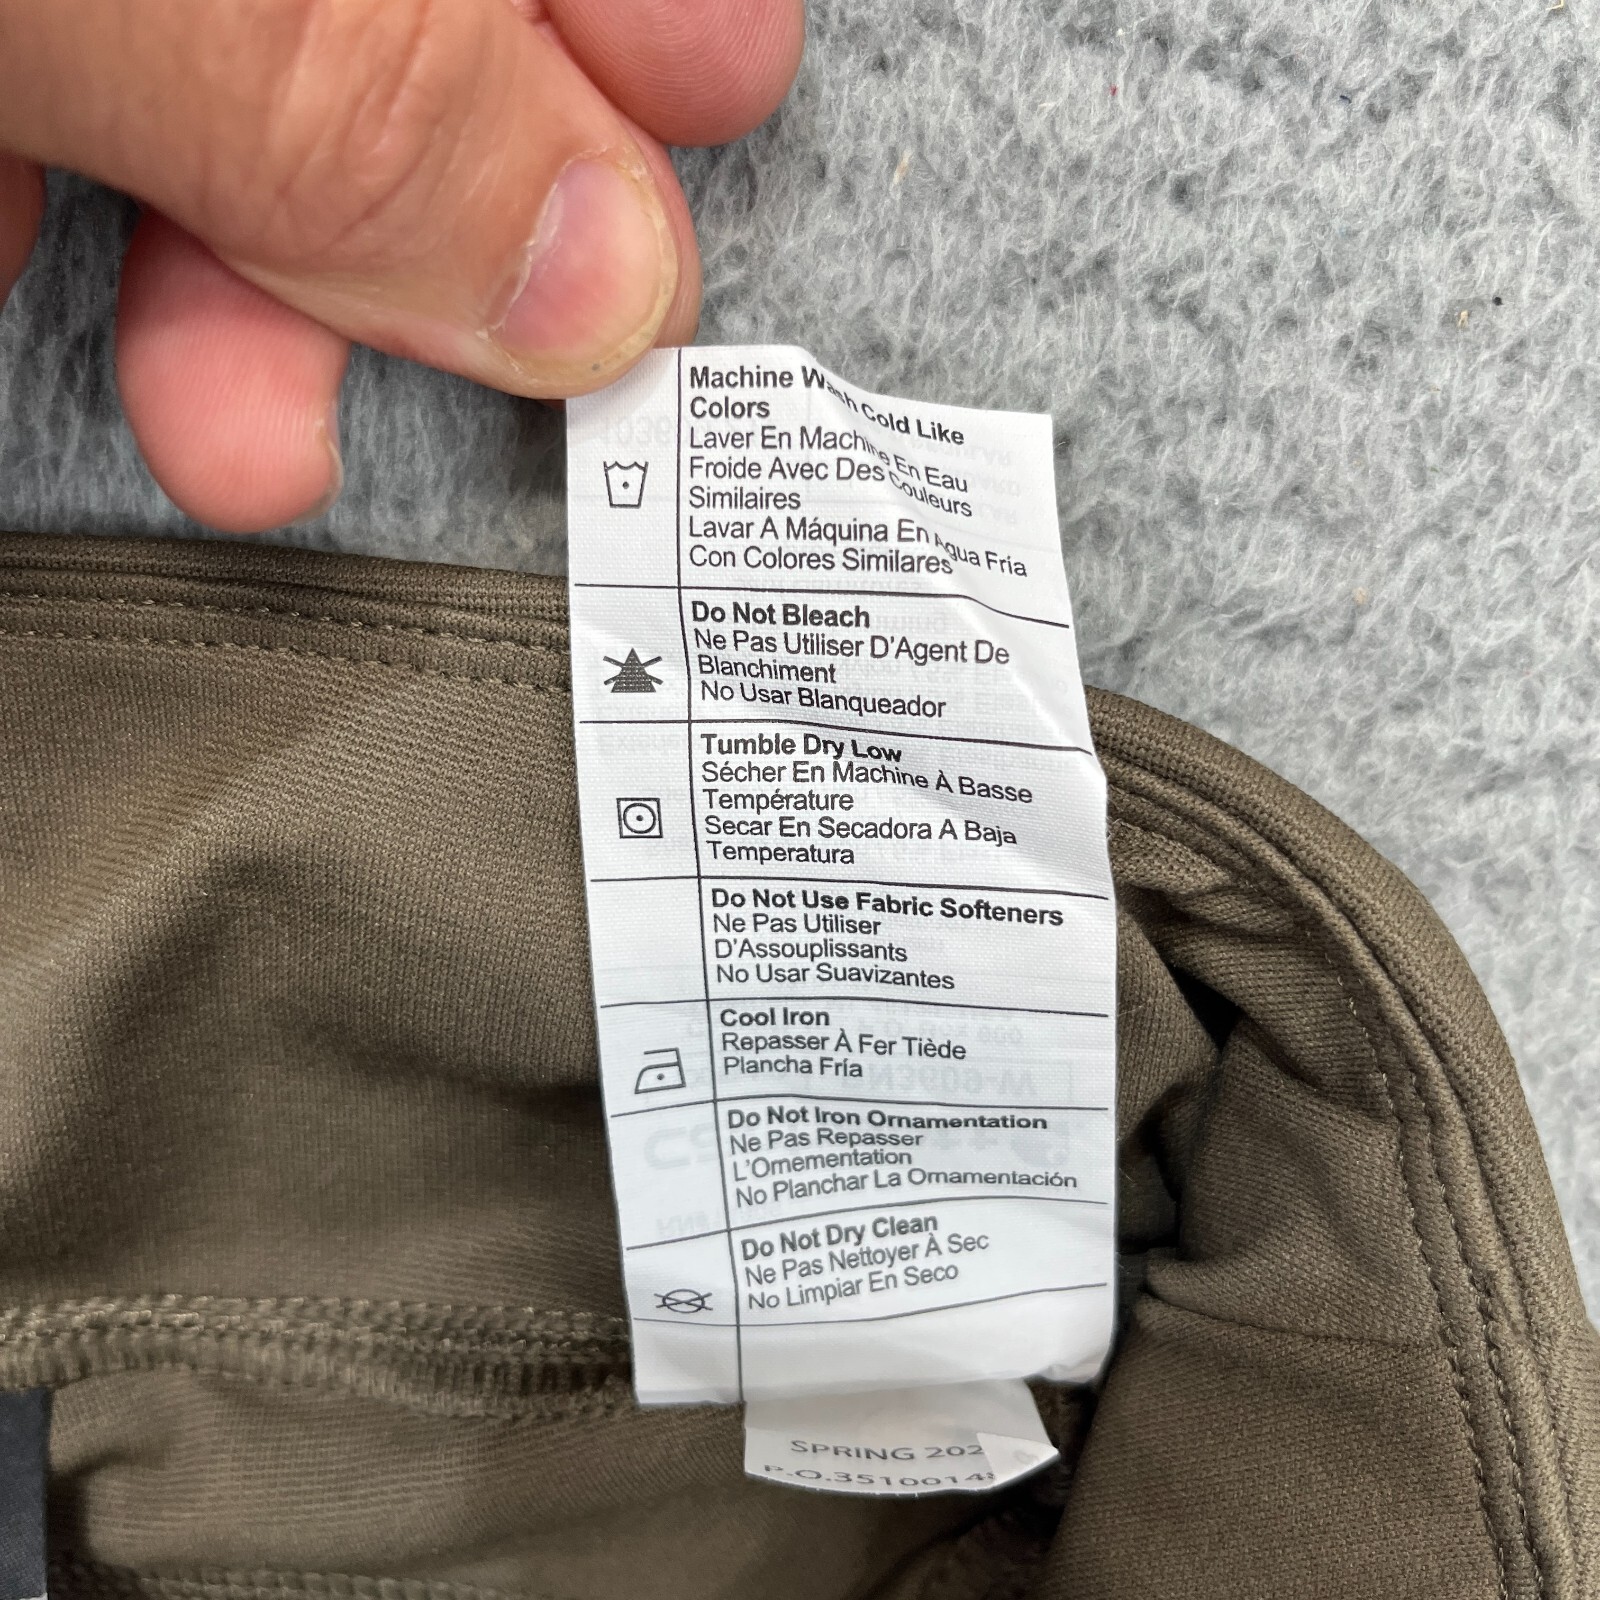 Machine Wash Cold Like
Colors
Laver En Machine En Eau
Froide Avec Des Couleurs
Similaires
Lavar A Máquina En Agua Fría
Con Colores Similares
Do Not Bleach
Ne Pas Utiliser D'Agent De
Blanchiment
No Usar Blanqueador
Tumble Dry Low
Sécher En Machine À Basse
Température
Secar En Secadora A Baja
Temperatura
Do Not Use Fabric Softeners
Ne Pas Utiliser
D'Assouplissants
No Usar Suavizantes
Cool Iron
Repasser À Fer Tiède
Plancha Fría
Do Not Iron Ornamentation
Ne Pas Repasser
L'Ornementation
No Planchar La Ornamentación
Do Not Dry Clean
Ne Pas Nettoyer À Sec
No Limpiar En Seco
SPRING 202
P.O.3510014